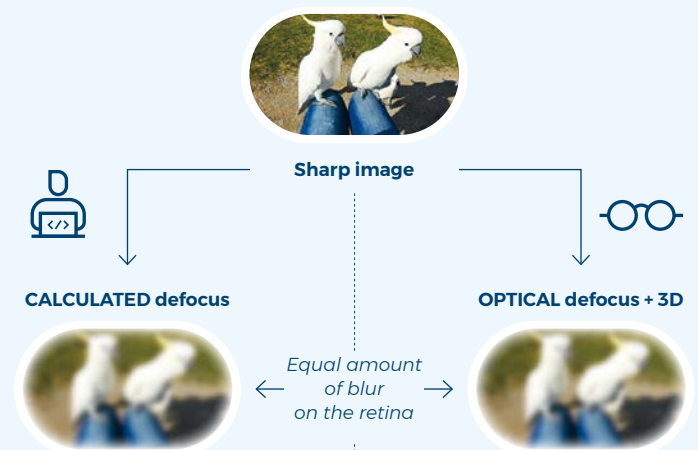 Sharp image
</>
CALCULATED defocus
OPTICAL defocus + 3D
Equal amount
of blur
on the retina